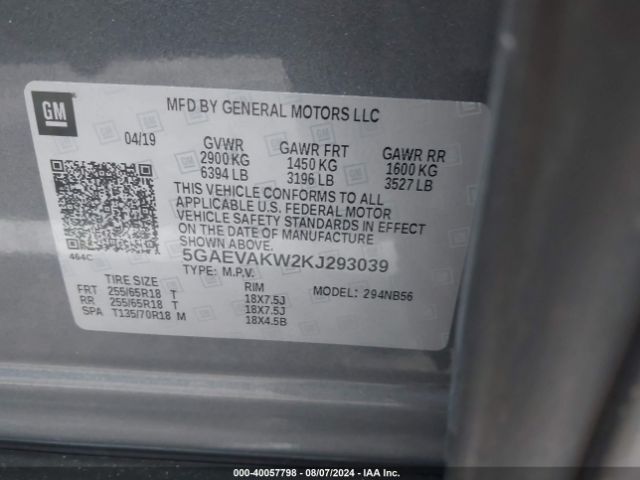 GM
MFD BY GENERAL MOTORS LLC
04/19 GVWR GAWR FRT GAWR RR
2900 KG 1450 KG 1600 KG
6394 LB 3196 LB 3527 LB
THIS VEHICLE CONFORMS TO ALL
APPLICABLE U.S. FEDERAL MOTOR
VEHICLE SAFETY STANDARDS IN EFFECT
ON THE DATE OF MANUFACTURE
SHOWN ABOVE.
464C
5GAEVAKW2KJ293039
TYPE: M.P.V.
TIRE SIZE RIM MODEL: 294NB56
FRT 255/65R18 T 18X7.5J
RR 255/65R18 T 18X7.5J
SPA T135/70R18 M 18X4.5B
000-40057798 - 08/07/2024 - IAA Inc.